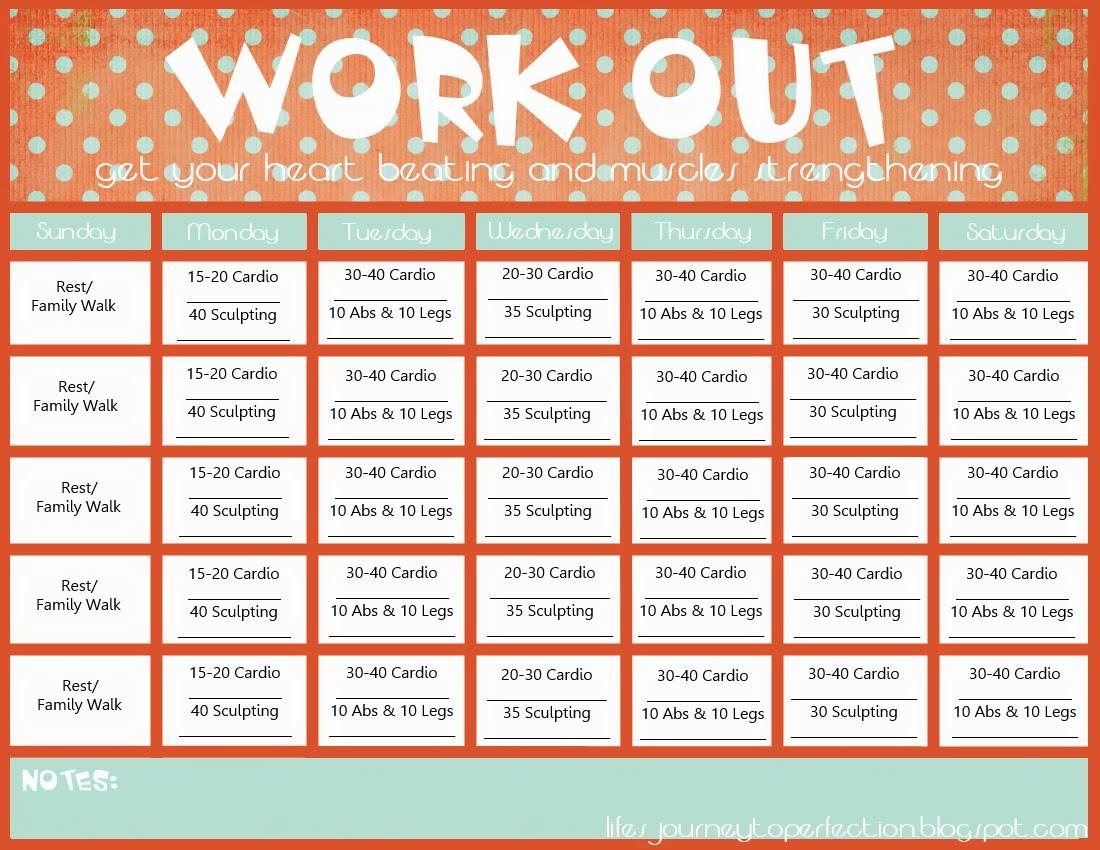 WORK OUT
get your heart beating and muscles strengthening
Sunday Monday Tuesday Wednesday Thursday Friday Saturday
Rest/ 15-20 Cardio 30-40 Cardio 20-30 Cardio 30-40 Cardio 30-40 Cardio 30-40 Cardio
Family Walk 40 Sculpting 10 Abs & 10 Legs 35 Sculpting 10 Abs & 10 Legs 30 Sculpting 10 Abs & 10 Legs
Rest/ 15-20 Cardio 30-40 Cardio 20-30 Cardio 30-40 Cardio 30-40 Cardio 30-40 Cardio
Family Walk 40 Sculpting 10 Abs & 10 Legs 35 Sculpting 10 Abs & 10 Legs 30 Sculpting 10 Abs & 10 Legs
Rest/ 15-20 Cardio 30-40 Cardio 20-30 Cardio 30-40 Cardio 30-40 Cardio 30-40 Cardio
Family Walk 40 Sculpting 10 Abs & 10 Legs 35 Sculpting 10 Abs & 10 Legs 30 Sculpting 10 Abs & 10 Legs
Rest/ 15-20 Cardio 30-40 Cardio 20-30 Cardio 30-40 Cardio 30-40 Cardio 30-40 Cardio
Family Walk 40 Sculpting 10 Abs & 10 Legs 35 Sculpting 10 Abs & 10 Legs 30 Sculpting 10 Abs & 10 Legs
Rest/ 15-20 Cardio 30-40 Cardio 20-30 Cardio 30-40 Cardio 30-40 Cardio 30-40 Cardio
Family Walk 40 Sculpting 10 Abs & 10 Legs 35 Sculpting 10 Abs & 10 Legs 30 Sculpting 10 Abs & 10 Legs
NOTES:
lifesjourneytoperfection.blogspot.com